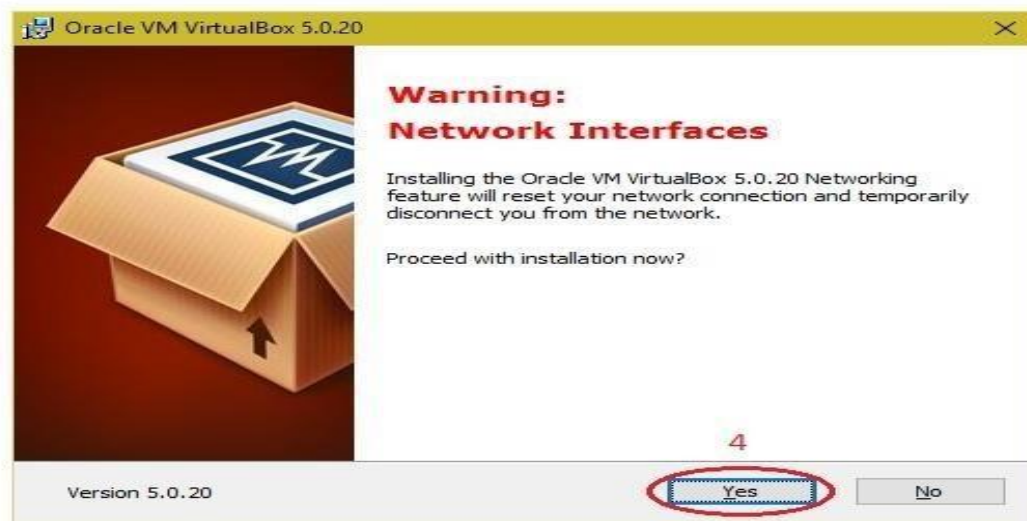 Oracle VM VirtualBox 5.0.20
Warning:
Network Interfaces
Installing the Oracle VM VirtualBox 5.0.20 Networking
feature will reset your network connection and temporarily
disconnect you from the network.
Proceed with installation now?
4
Version 5.0.20
Yes
No